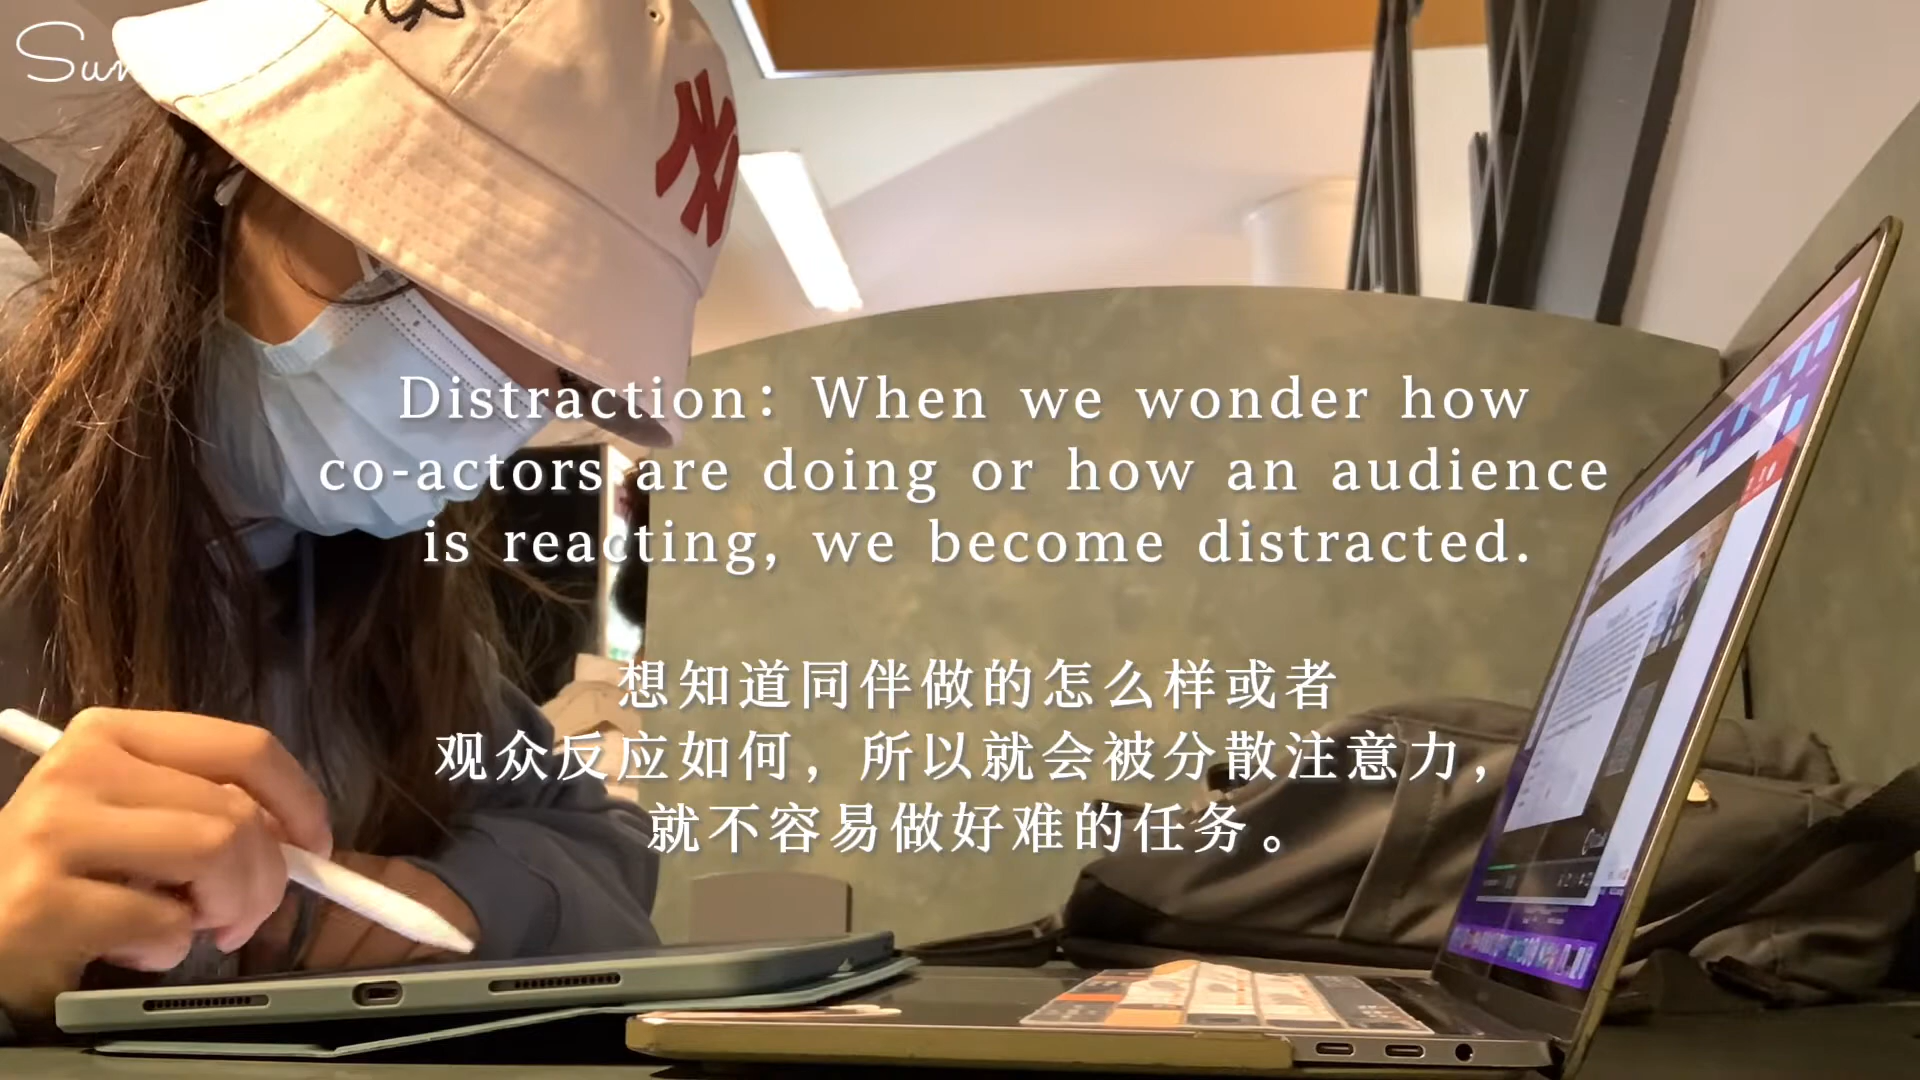 Distraction: When we wonder how
co-actors are doing or how an audience
is reacting, we become distracted.
想知道同伴做的怎么样或者
观众反应如何，所以就会被分散注意力，
就不容易做好难的任务。